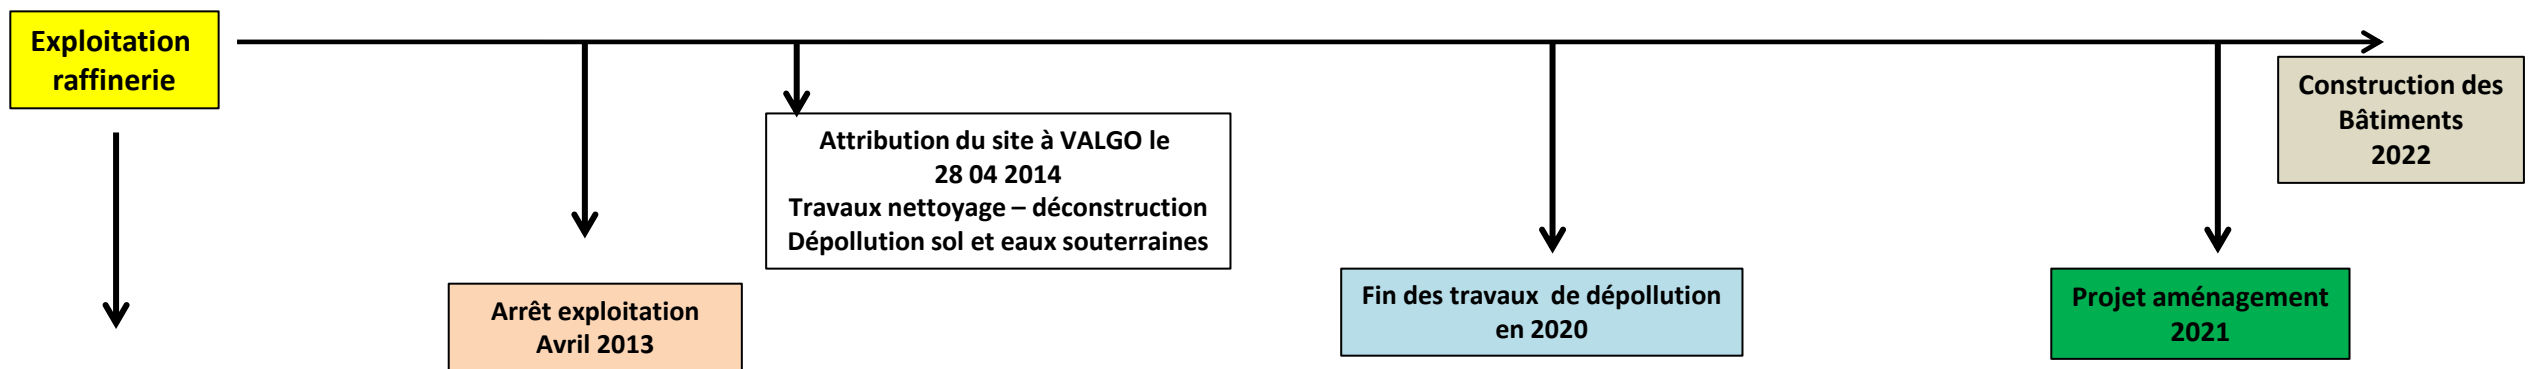 Exploitation
raffinerie
Attribution du site à VALGO le
28 04 2014
Travaux nettoyage – déconstruction
Dépollution sol et eaux souterraines
Arrêt exploitation
Avril 2013
Fin des travaux de dépollution
en 2020
Projet aménagement
2021
Construction des
Bâtiments
2022